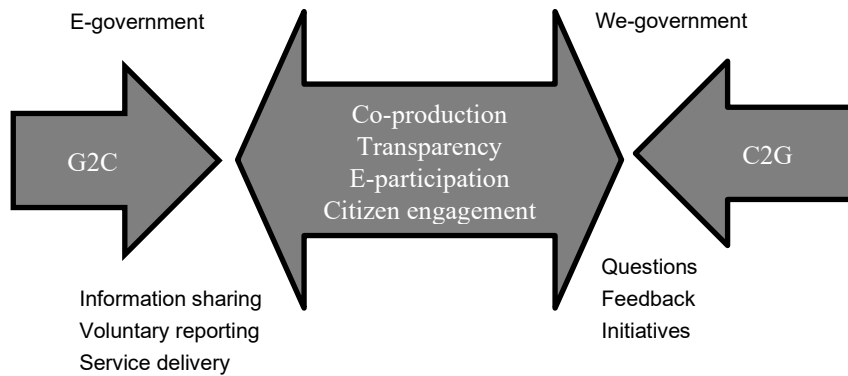 E-government
We-government
G2C
Co-production
Transparency
E-participation
Citizen engagement
C2G
Information sharing
Voluntary reporting
Service delivery
Questions
Feedback
Initiatives